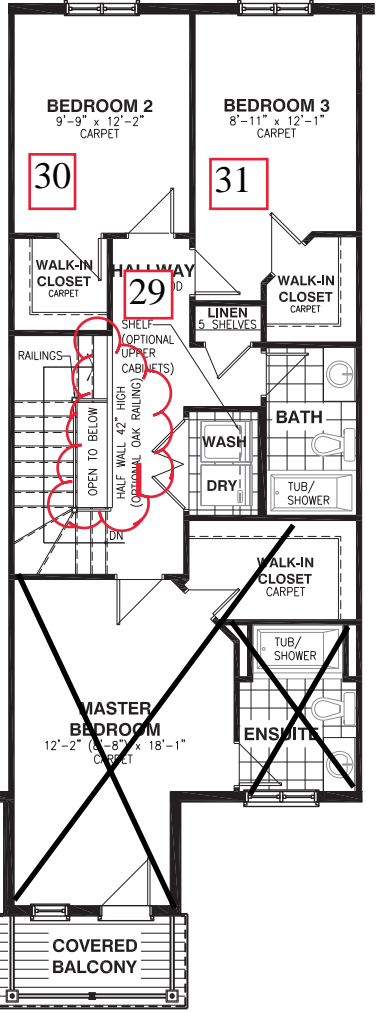 BEDROOM 2
9'-9" x 12'-2"
CARPET
BEDROOM 3
8'-11" x 12'-1"
CARPET
30
31
WALK-IN
CLOSET
CARPET
HALLWAY
29
WALK-IN
CLOSET
CARPET
LINEN
5 SHELVES
SHELF
(OPTIONAL
UPPER
CABINETS)
RAILINGS
OPEN TO BELOW
HALF WALL 42" HIGH
(OPTIONAL OAK RAILING)
BATH
WASH
DRY
TUB/
SHOWER
DN
WALK-IN
CLOSET
CARPET
TUB/
SHOWER
MASTER
BEDROOM
12'-2" (8'-8") x 18'-1"
CARPET
ENSUITE
COVERED
BALCONY